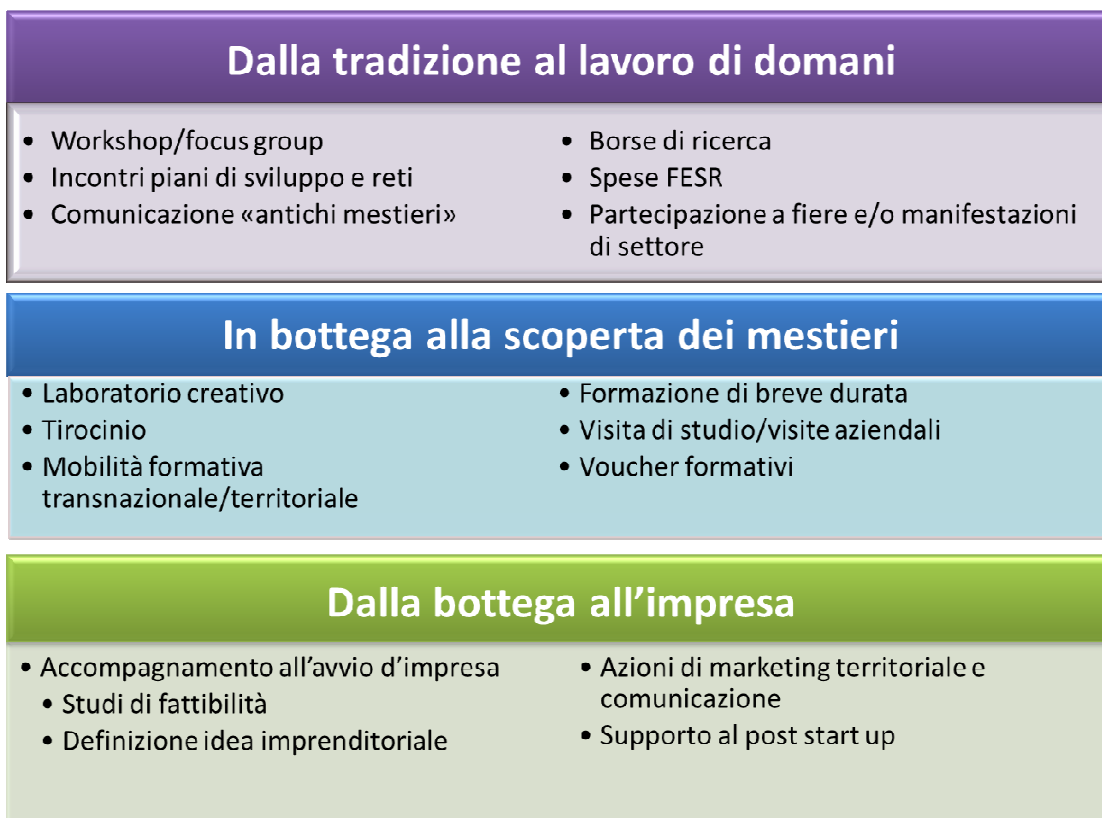 Dalla tradizione al lavoro di domani
• Workshop/focus group
• Incontri piani di sviluppo e reti
• Comunicazione «antichi mestieri»
• Borse di ricerca
• Spese FESR
• Partecipazione a fiere e/o manifestazioni
di settore
In bottega alla scoperta dei mestieri
• Laboratorio creativo
• Tirocinio
• Mobilità formativa
transnazionale/territoriale
• Formazione di breve durata
• Visita di studio/visite aziendali
• Voucher formativi
Dalla bottega all’impresa
• Accompagnamento all’avvio d’impresa
• Studi di fattibilità
• Definizione idea imprenditoriale
• Azioni di marketing territoriale e
comunicazione
• Supporto al post start up